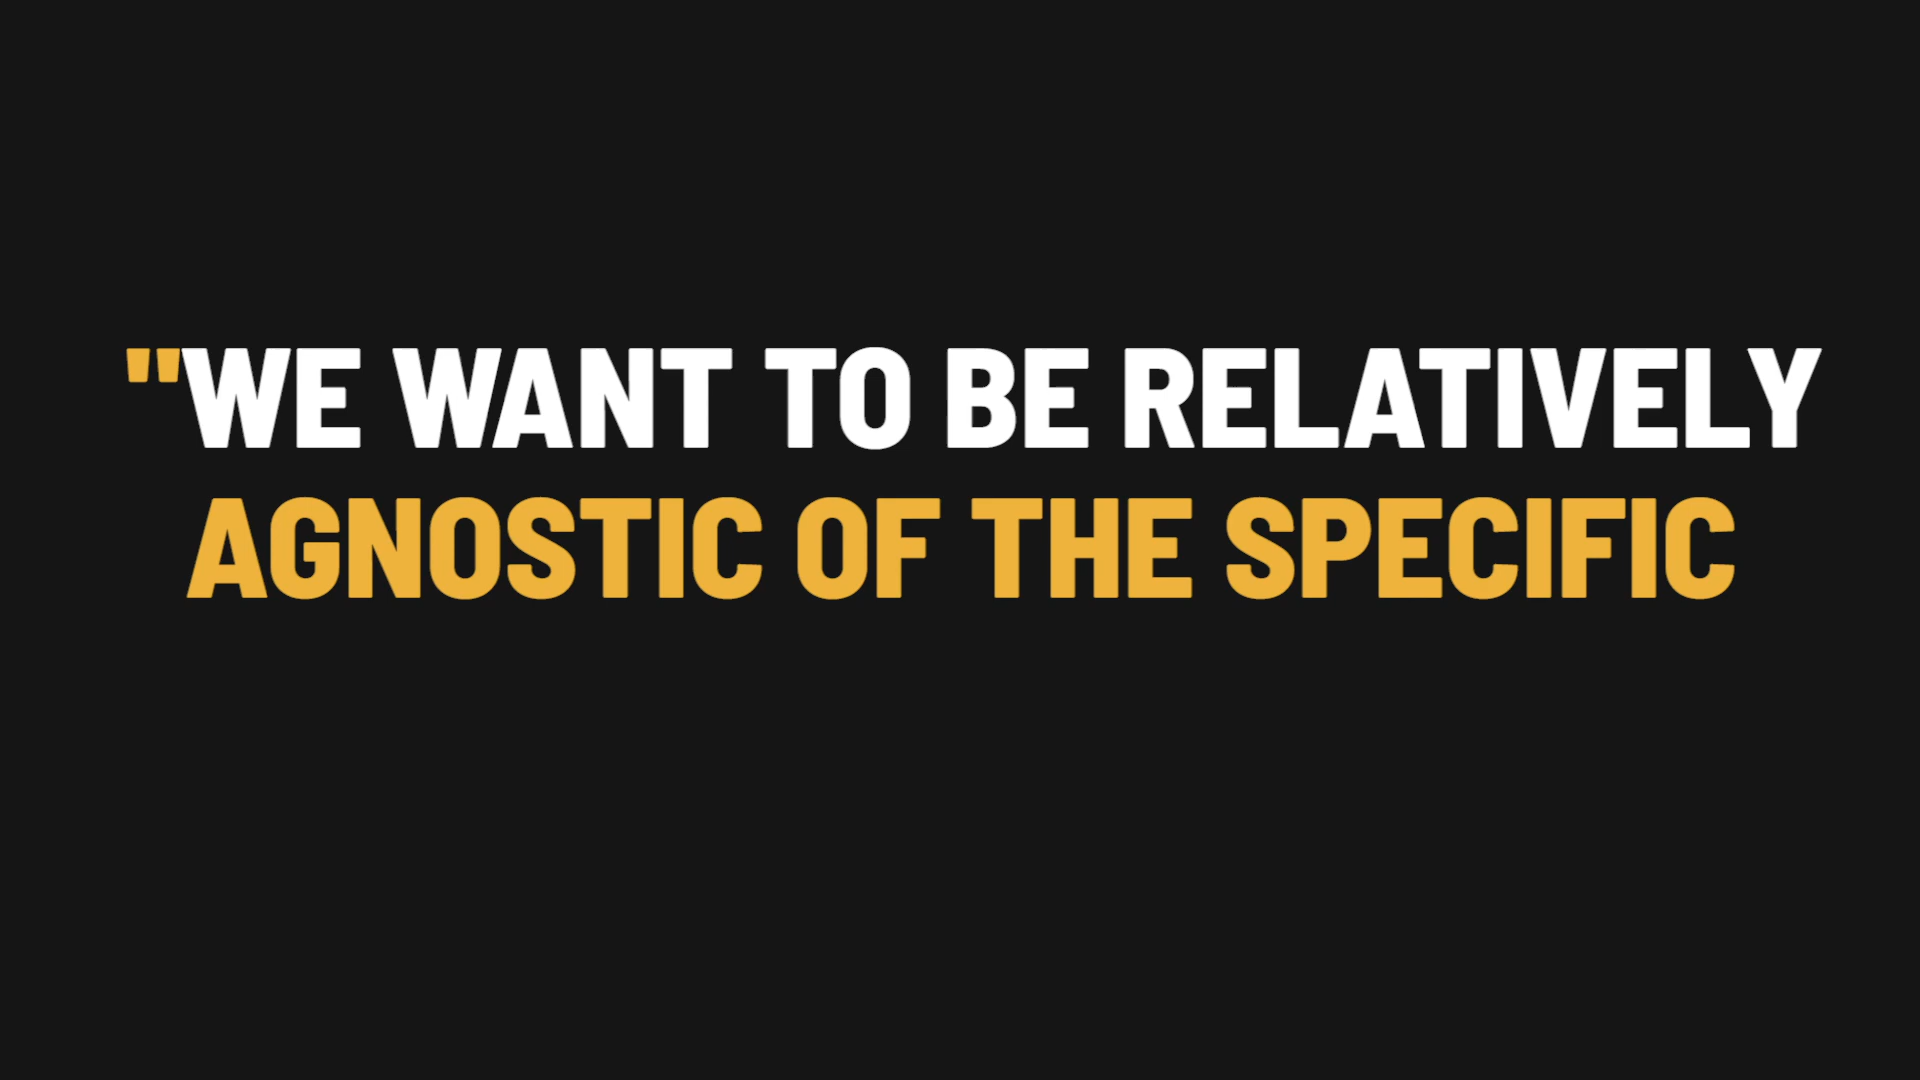 "WE WANT TO BE RELATIVELY
AGNOSTIC OF THE SPECIFIC